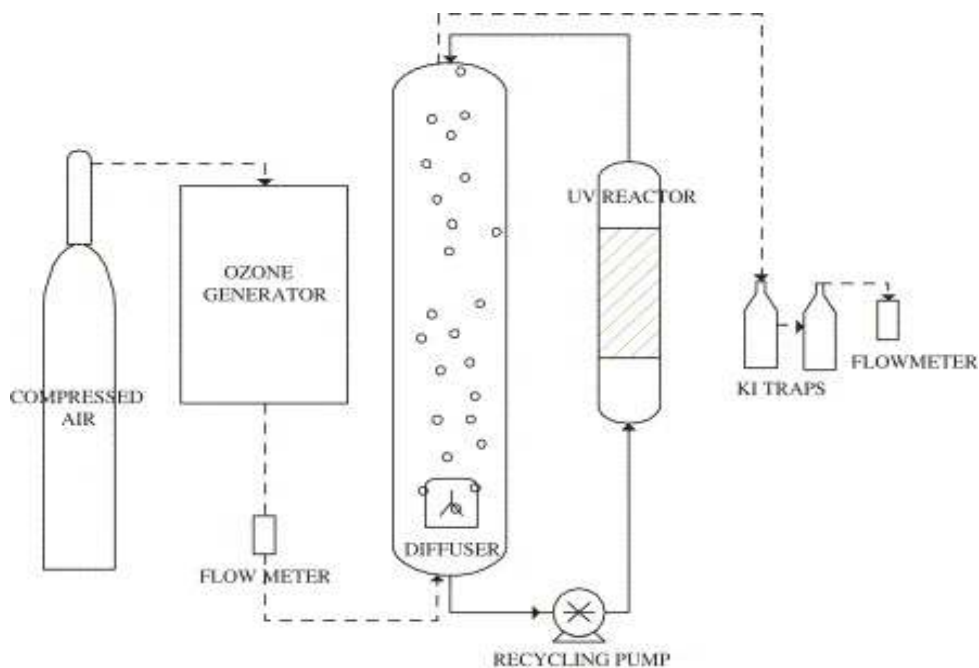 UV REACTOR
OZONE
GENERATOR
COMPRESSED
AIR
KI TRAPS
FLOWMETER
DIFFUSER
FLOW METER
RECYCLING PUMP